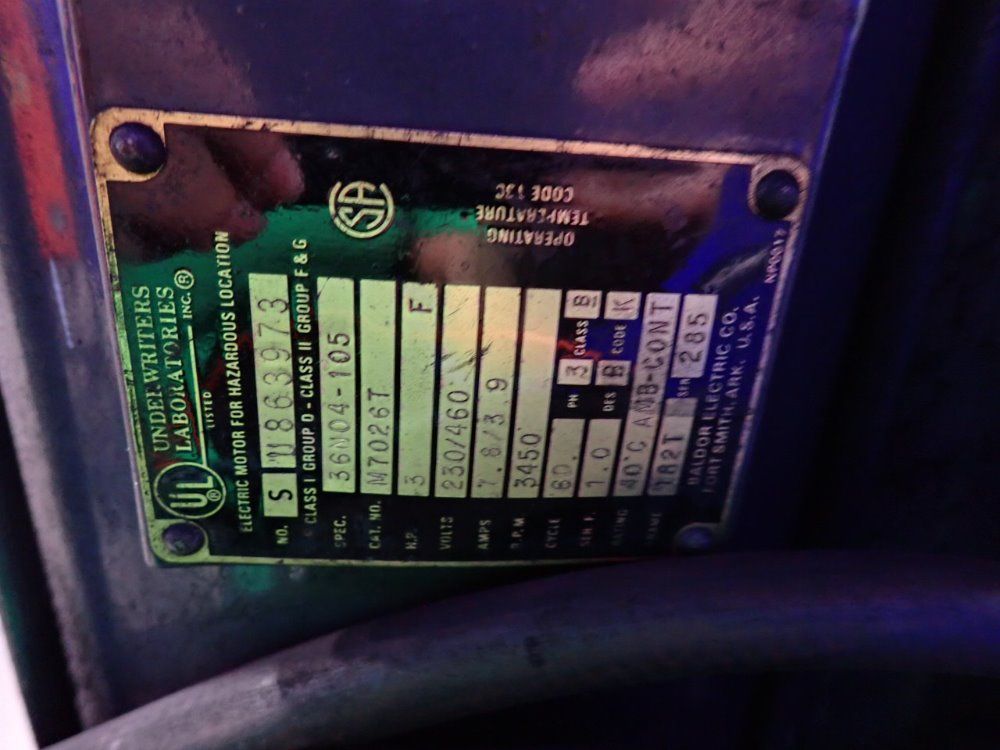 UNDERWRITERS
LABORATORIES INC.®
UL®
LISTED
ELECTRIC MOTOR FOR HAZARDOUS LOCATION
NO. S 11863973
CLASS I GROUP D - CLASS II GROUP F & G
SPEC. 36N04-105
CAT. NO. M7026T
H.P. 3 F
VOLTS 230/460
AMPS 7.8/3.9
R.P.M 3450
CYCLE 60. PH 3 CLASS B
SER.F. 1.0 DES B CODE K
RATING 40°C AMB-CONT
FRAME 182T SER. 285
BALDOR ELECTRIC CO.
FORT SMITH, ARK. U.S.A.
SA
OPERATING
TEMPERATURE
CODE T3C